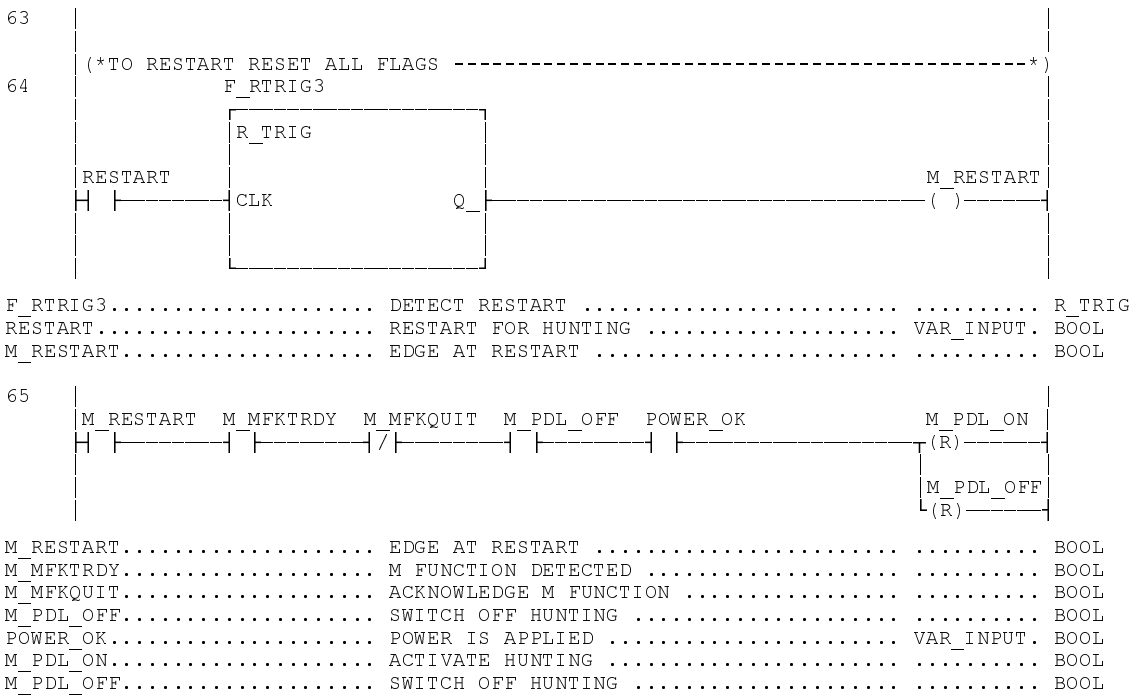 63
(*TO RESTART RESET ALL FLAGS ---------------------------------------------*)
64 F_RTRIG3
R_TRIG
RESTART M_RESTART
CLK Q_ ( )
F_RTRIG3..................... DETECT RESTART ......................... .......... R_TRIG
RESTART...................... RESTART FOR HUNTING .................... VAR_INPUT. BOOL
M_RESTART.................... EDGE AT RESTART ........................ .......... BOOL
65
M_RESTART M_MFKTRDY M_MFKQUIT M_PDL_OFF POWER_OK M_PDL_ON
/ (R)
M_PDL_OFF
(R)
M_RESTART.................... EDGE AT RESTART ........................ .......... BOOL
M_MFKTRDY.................... M FUNCTION DETECTED .................... .......... BOOL
M_MFKQUIT.................... ACKNOWLEDGE M FUNCTION ................. .......... BOOL
M_PDL_OFF.................... SWITCH OFF HUNTING ..................... .......... BOOL
POWER_OK..................... POWER IS APPLIED ....................... VAR_INPUT. BOOL
M_PDL_ON..................... ACTIVATE HUNTING ....................... .......... BOOL
M_PDL_OFF.................... SWITCH OFF HUNTING ..................... .......... BOOL